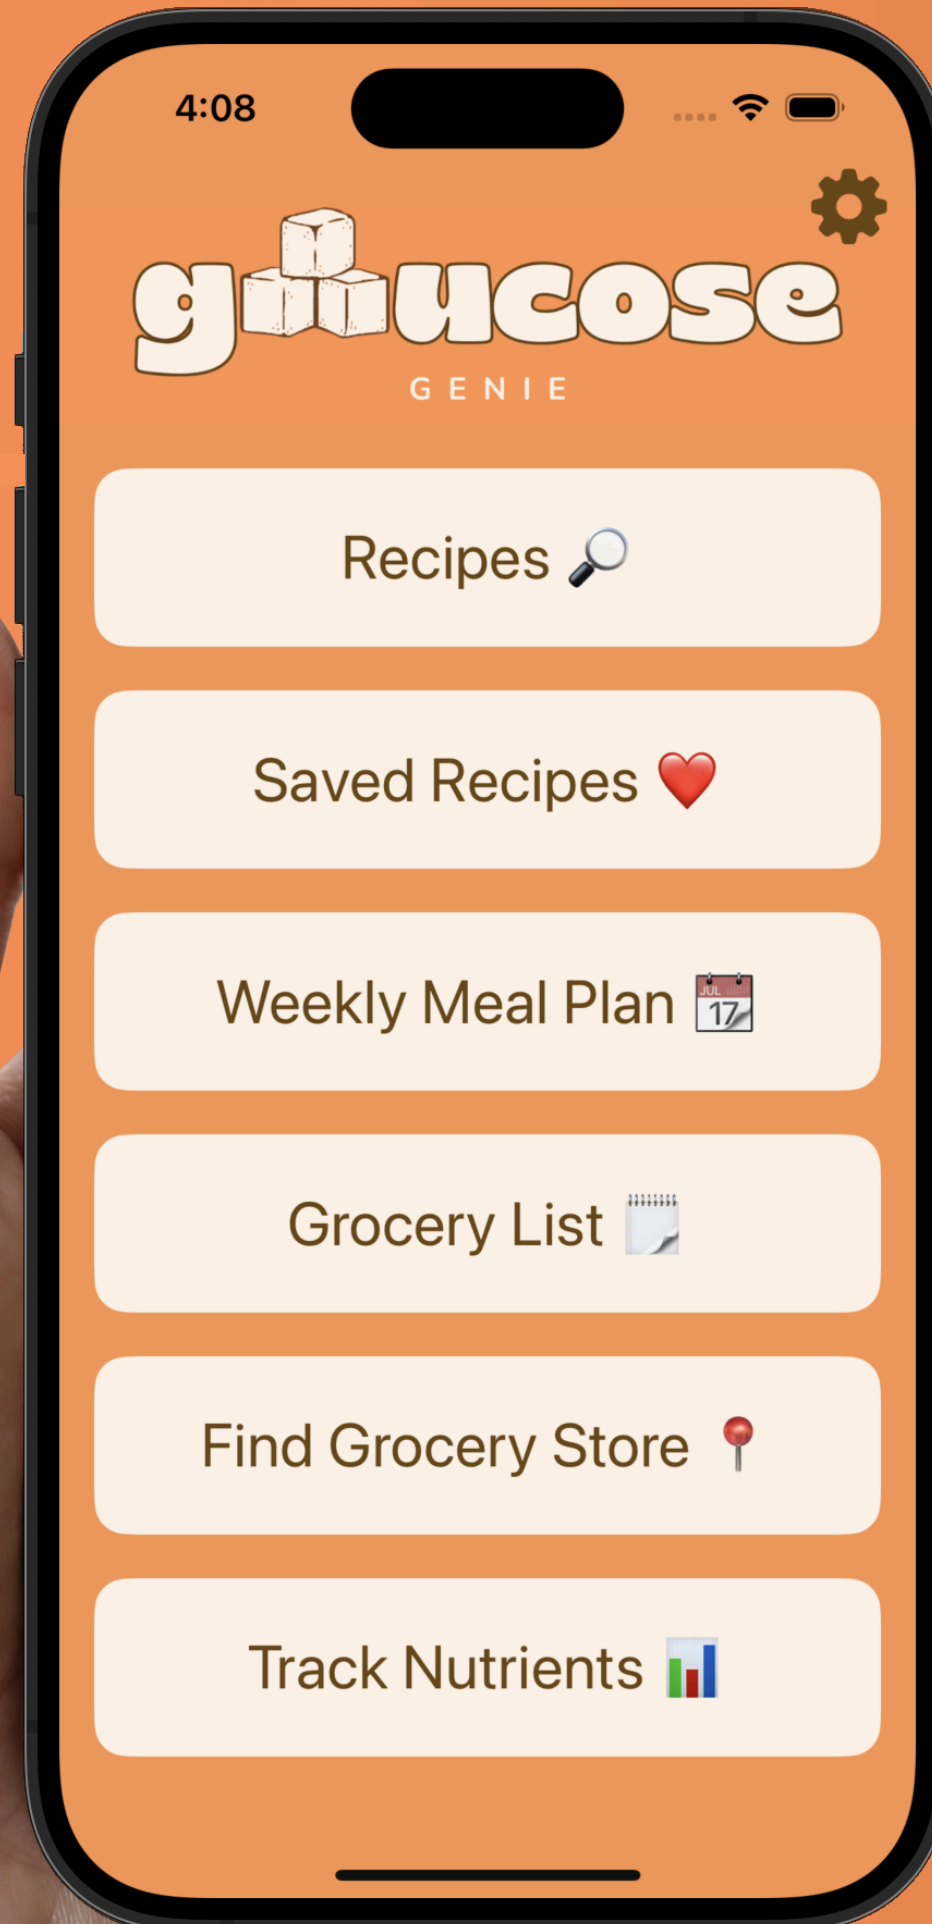 4:08
glucose
GENIE
Recipes 🔎
Saved Recipes ❤️
Weekly Meal Plan 📆
JUL
17
Grocery List 🗒️
Find Grocery Store 📍
Track Nutrients 📊